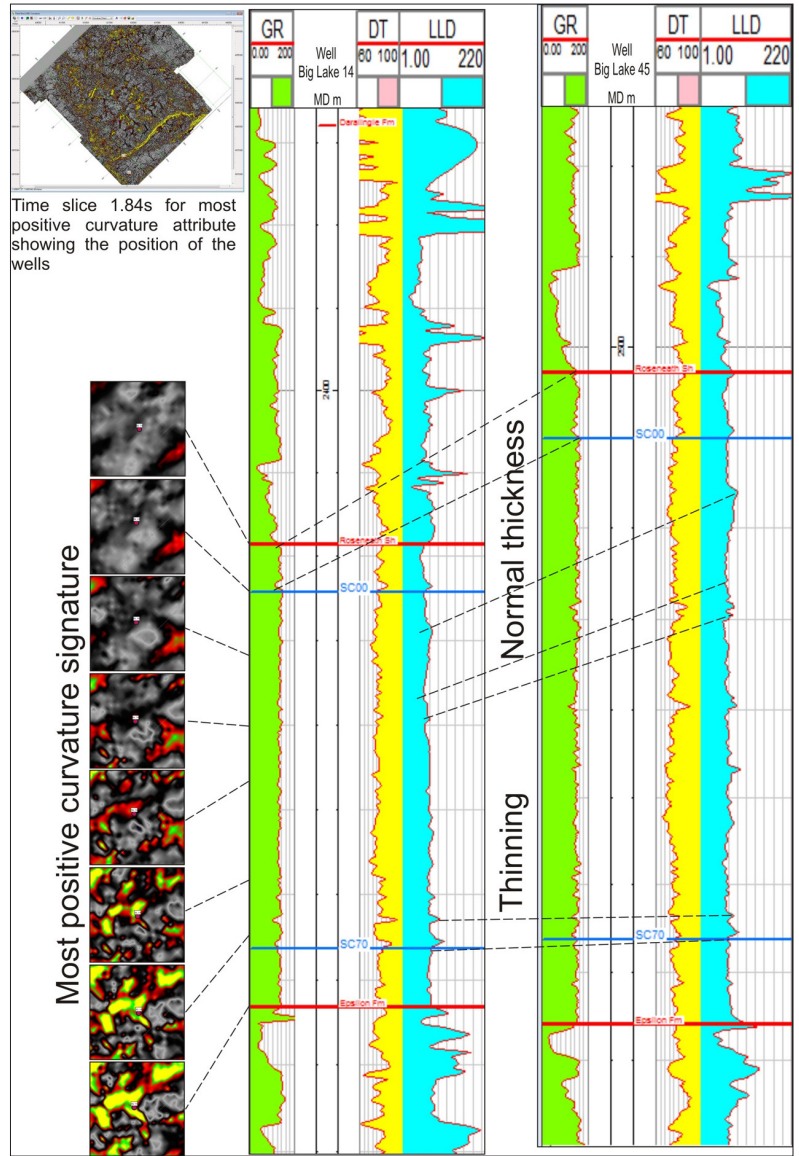 GR
DT
LLD
0.00 200
Well
Big Lake 14
MD m
60 100
1.00 220
GR
DT
LLD
0.00 200
Well
Big Lake 45
MD m
60 100
1.00 220
Time slice 1.84s for most
positive curvature attribute
showing the position of the
wells
Daralingie Fm
2400
Roseneath Sh
SC00
SC70
Epsilon Fm
2500
Roseneath Sh
SC00
SC70
Epsilon Fm
Most positive curvature signature
Normal thickness
Thinning